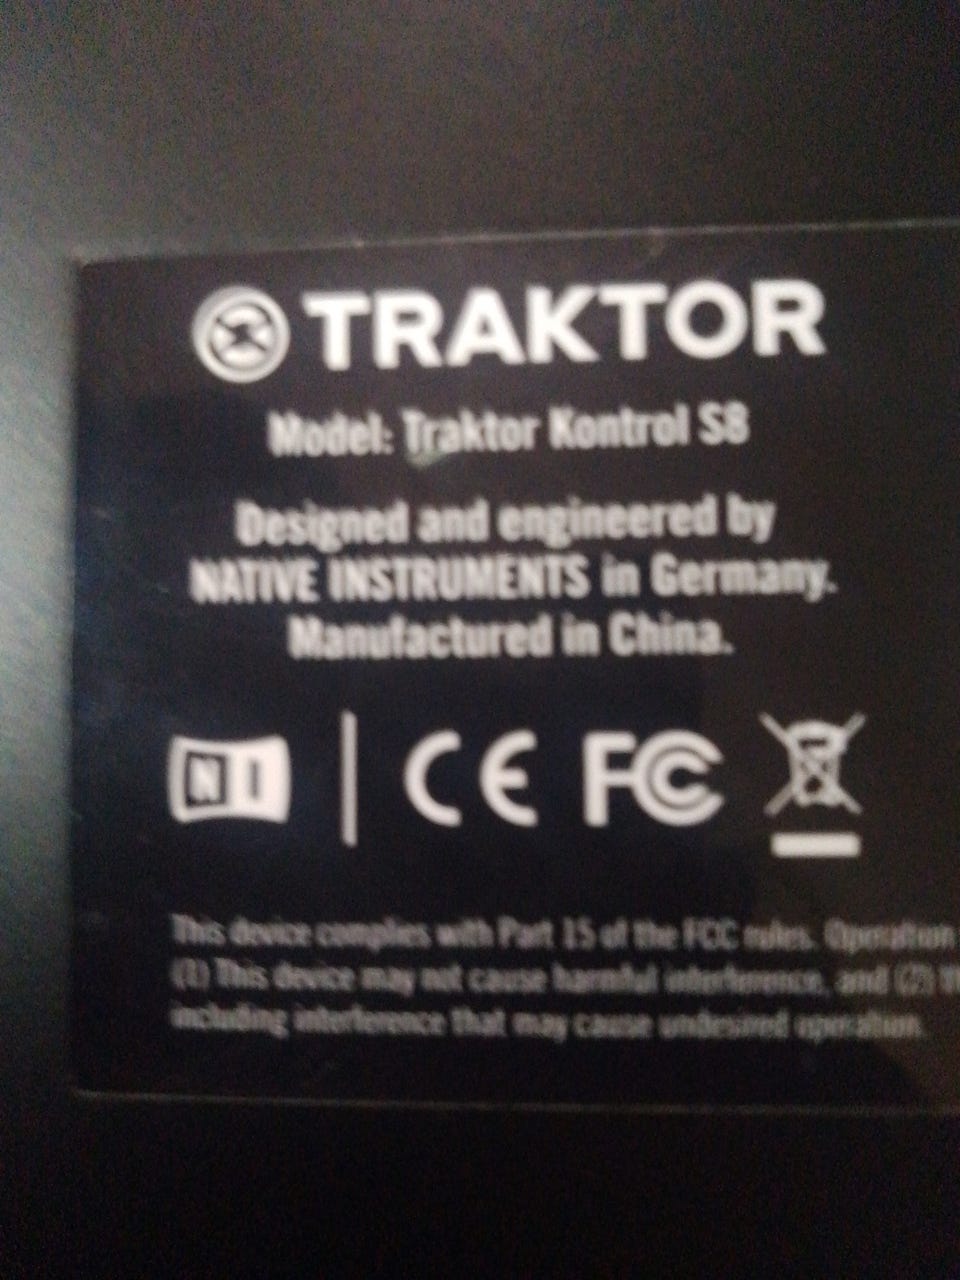 TRAKTOR
Model: Traktor Kontrol S8
Designed and engineered by
NATIVE INSTRUMENTS in Germany.
Manufactured in China.
NI CE FC
This device complies with Part 15 of the FCC rules. Operation
(1) This device may not cause harmful interference, and (2)
including interference that may cause undesired operation.